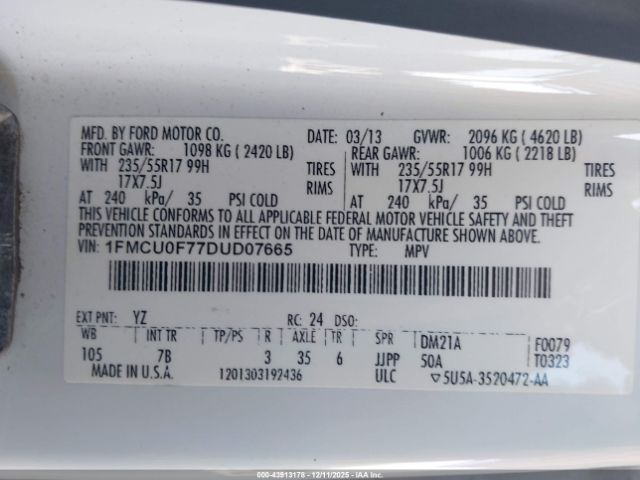 MFD. BY FORD MOTOR CO. DATE: 03/13 GVWR: 2096 KG ( 4620 LB)
FRONT GAWR: 1098 KG ( 2420 LB) REAR GAWR: 1006 KG ( 2218 LB)
WITH 235/55R17 99H TIRES WITH 235/55R17 99H TIRES
17X7.5J RIMS 17X7.5J RIMS
AT 240 kPa/ 35 PSI COLD AT 240 kPa/ 35 PSI COLD
THIS VEHICLE CONFORMS TO ALL APPLICABLE FEDERAL MOTOR VEHICLE SAFETY AND THEFT
PREVENTION STANDARDS IN EFFECT ON THE DATE OF MANUFACTURE SHOWN ABOVE.
VIN: 1FMCU0F77DUD07665 TYPE: MPV
EXT PNT: YZ RC: 24 DSO:
WB INT TR TP/PS R AXLE TR SPR DM21A F0079
105 7B 3 35 6 JJPP 50A T0323
MADE IN U.S.A. 1201303192436 ULC ▽5U5A-3520472-AA
000-43913178 - 12/11/2025 - IAA, Inc.